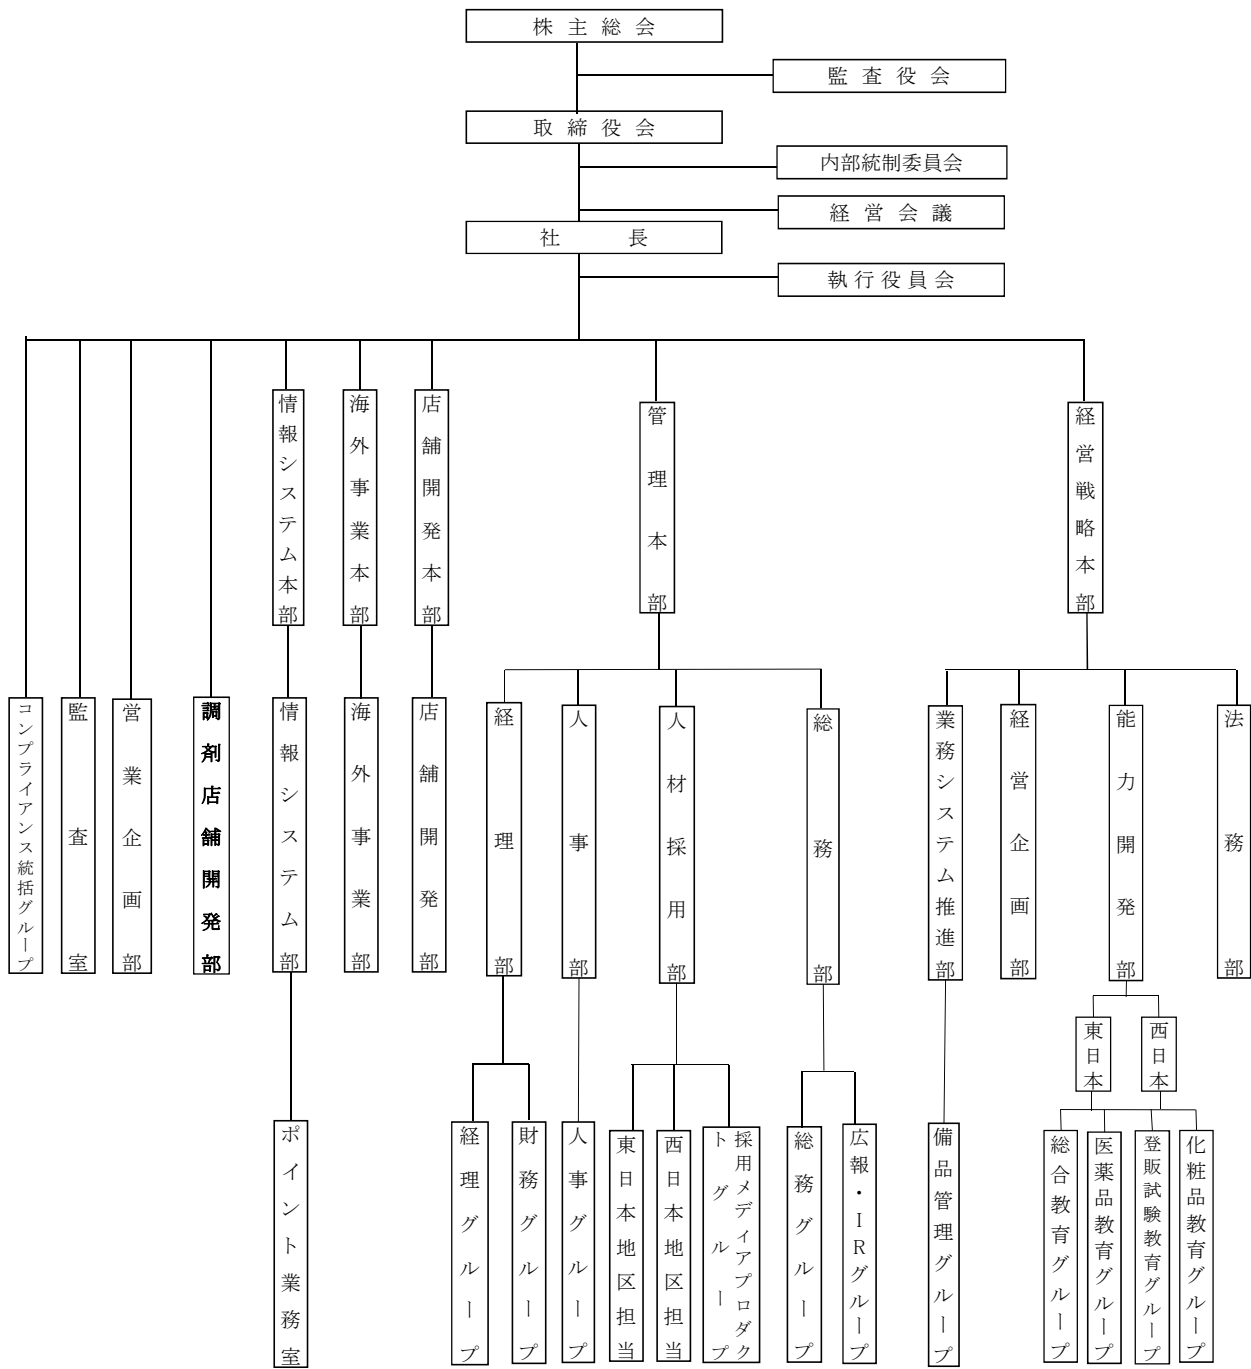 株主総会
監査役会
取締役会
内部統制委員会
経営会議
社長
執行役員会
情報システム本部
海外事業本部
店舗開発本部
管理本部
経営戦略本部
コンプライアンス統括グループ
監査室
営業企画部
調剤店舗開発部
情報システム部
海外事業部
店舗開発部
経理部
人事部
人材採用部
総務部
業務システム推進部
経営企画部
能力開発部
法務部
東日本
西日本
ポイント業務室
経理グループ
財務グループ
人事グループ
東日本地区担当
西日本地区担当
採用メディアプロダク
トグループ
総務グループ
広報・IRグループ
備品管理グループ
総合教育グループ
医薬品教育グループ
登販試験教育グループ
化粧品教育グループ